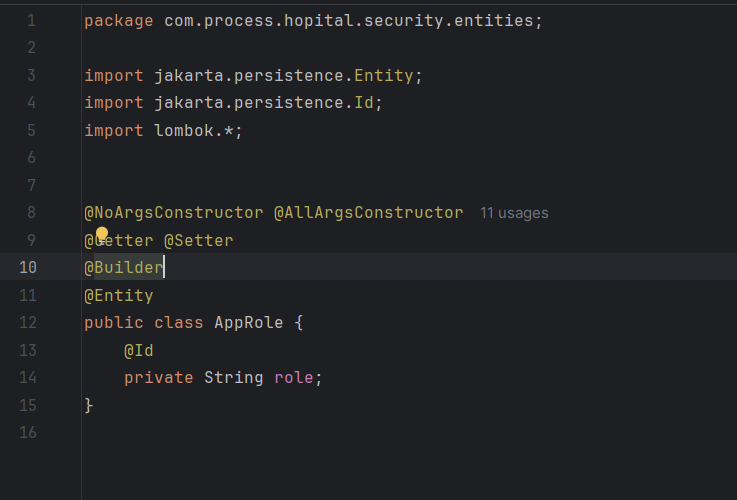 1 package com.process.hopital.security.entities;
2
3 import jakarta.persistence.Entity;
4 import jakarta.persistence.Id;
5 import lombok.*;
6
7
8 @NoArgsConstructor @AllArgsConstructor 11 usages
9 @Getter @Setter
10 @Builder
11 @Entity
12 public class AppRole {
13 @Id
14 private String role;
15 }
16